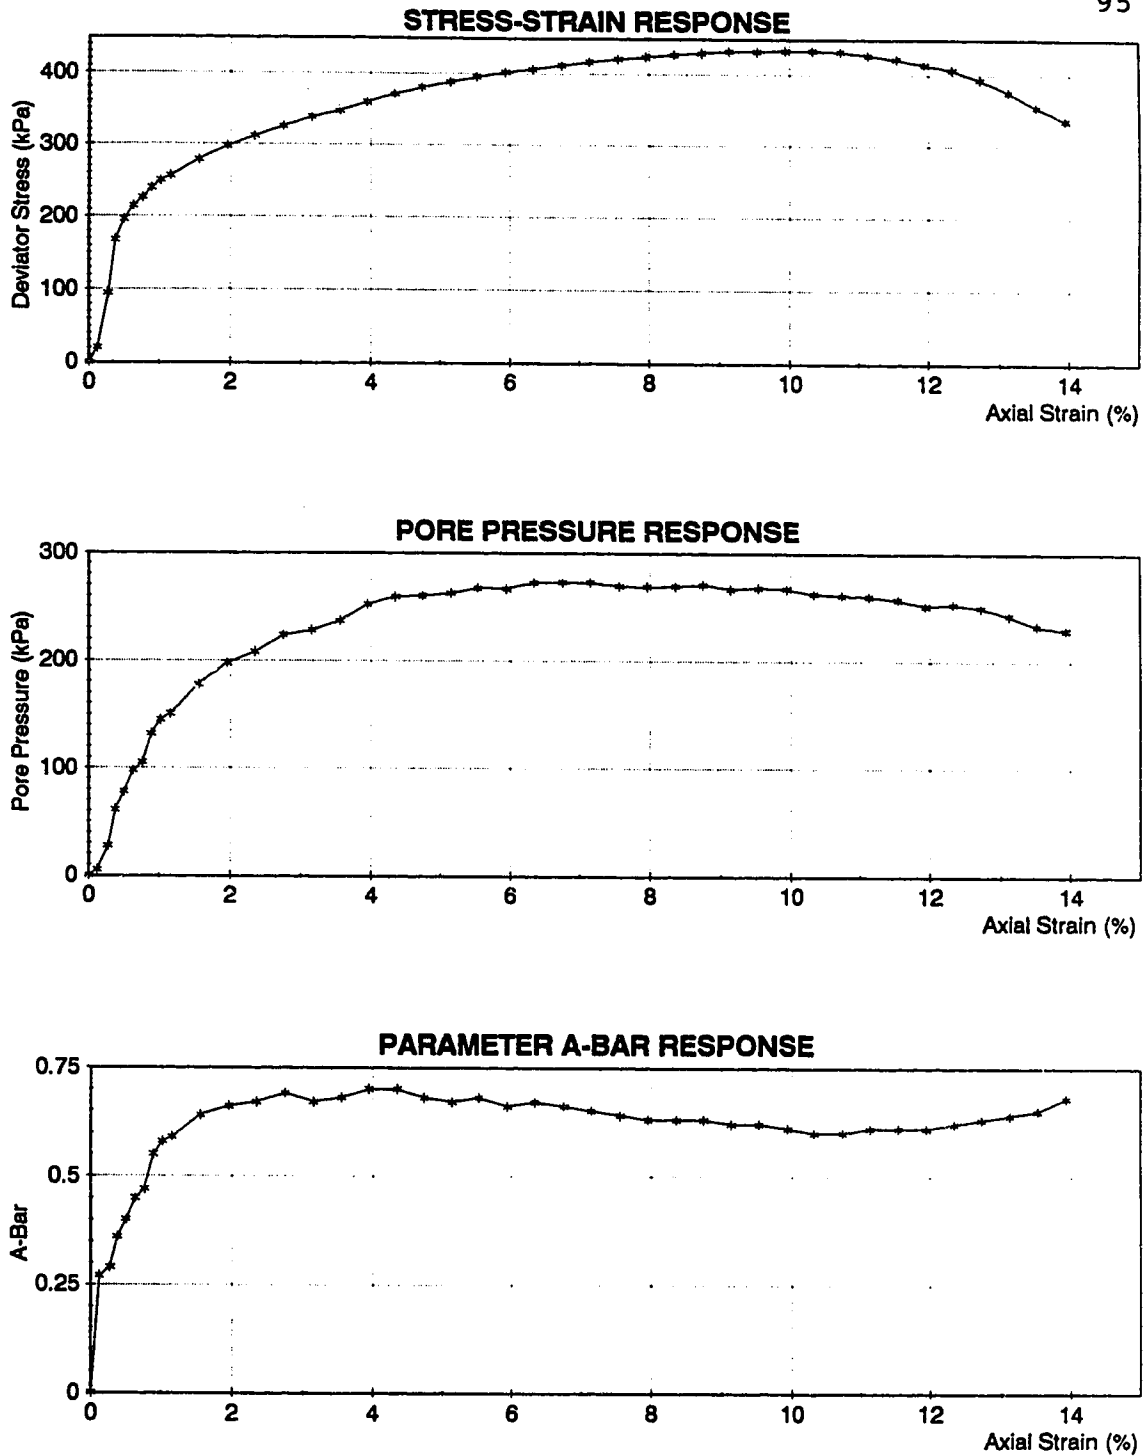 95
STRESS-STRAIN RESPONSE
400
300
200
100
0
Deviator Stress (kPa)
0 2 4 6 8 10 12 14
Axial Strain (%)
PORE PRESSURE RESPONSE
300
200
100
0
Pore Pressure (kPa)
0 2 4 6 8 10 12 14
Axial Strain (%)
PARAMETER A-BAR RESPONSE
0.75
0.5
0.25
0
A-Bar
0 2 4 6 8 10 12 14
Axial Strain (%)